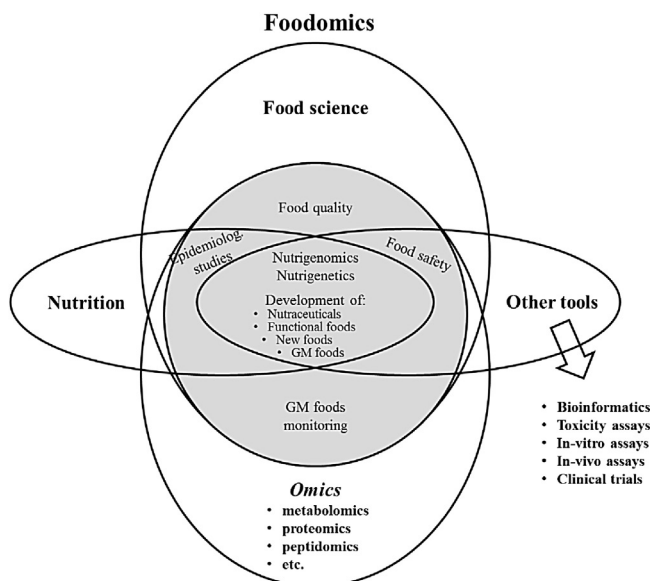 Foodomics
Food science
Food quality
Epidemiolog.
studies
Food safety
Nutrigenomics
Nutrigenetics
Nutrition
Other tools
Development of:
• Nutraceuticals
• Functional foods
• New foods
• GM foods
GM foods
monitoring
• Bioinformatics
• Toxicity assays
• In-vitro assays
• In-vivo assays
• Clinical trials
Omics
• metabolomics
• proteomics
• peptidomics
• etc.